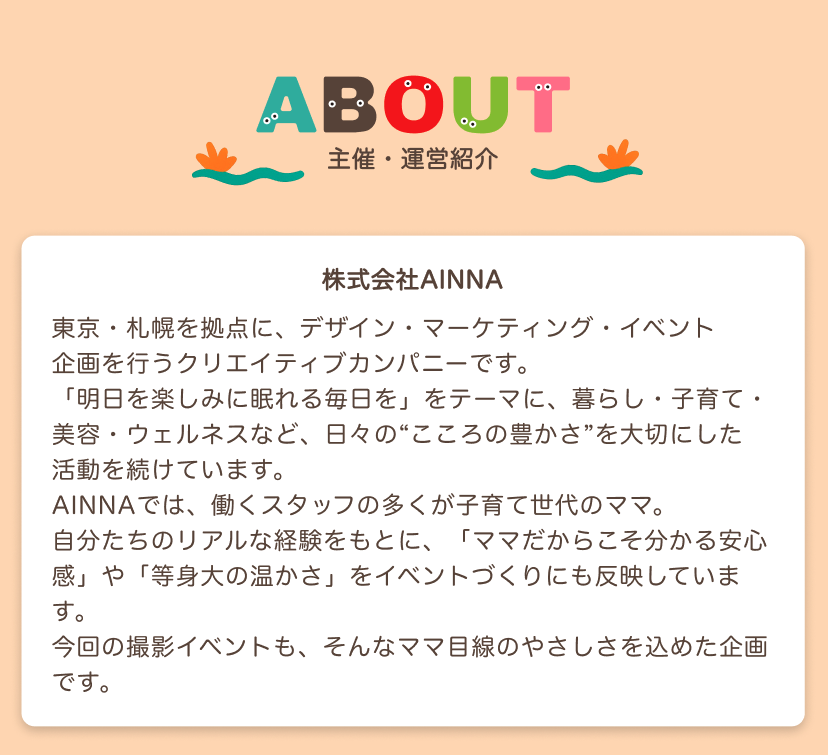 ABOUT
主催・運営紹介
株式会社AINNA
東京・札幌を拠点に、デザイン・マーケティング・イベント
企画を行うクリエイティブカンパニーです。
「明日を楽しみに眠れる毎日を」をテーマに、暮らし・子育て・
美容・ウェルネスなど、日々の“こころの豊かさ”を大切にした
活動を続けています。
AINNAでは、働くスタッフの多くが子育て世代のママ。
自分たちのリアルな経験をもとに、「ママだからこそ分かる安心
感」や「等身大の温かさ」をイベントづくりにも反映していま
す。
今回の撮影イベントも、そんなママ目線のやさしさを込めた企画
です。